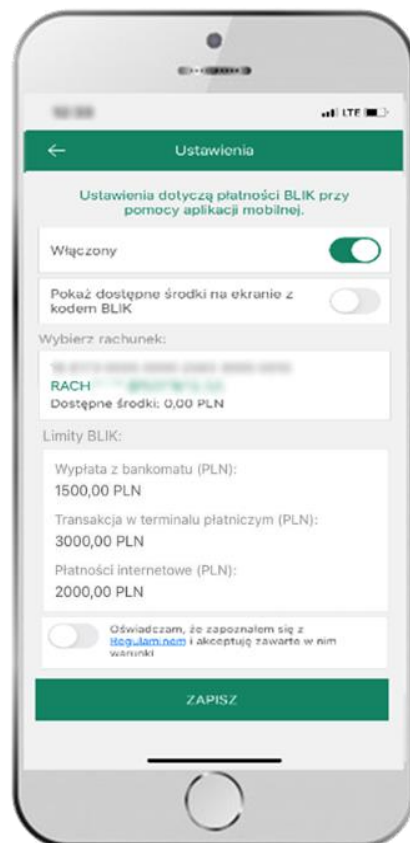 LTE
Ustawienia
Ustawienia dotyczą płatności BLIK przy
pomocy aplikacji mobilnej.
Włączony
Pokaż dostępne środki na ekranie z
kodem BLIK
Wybierz rachunek:
RACH
Dostępne środki: 0,00 PLN
Limity BLIK:
Wypłata z bankomatu (PLN):
1500,00 PLN
Transakcja w terminalu płatniczym (PLN):
3000,00 PLN
Płatności internetowe (PLN):
2000,00 PLN
Oświadczam, że zapoznałem się z
Regulaminem i akceptuję zawarte w nim
warunki
ZAPISZ